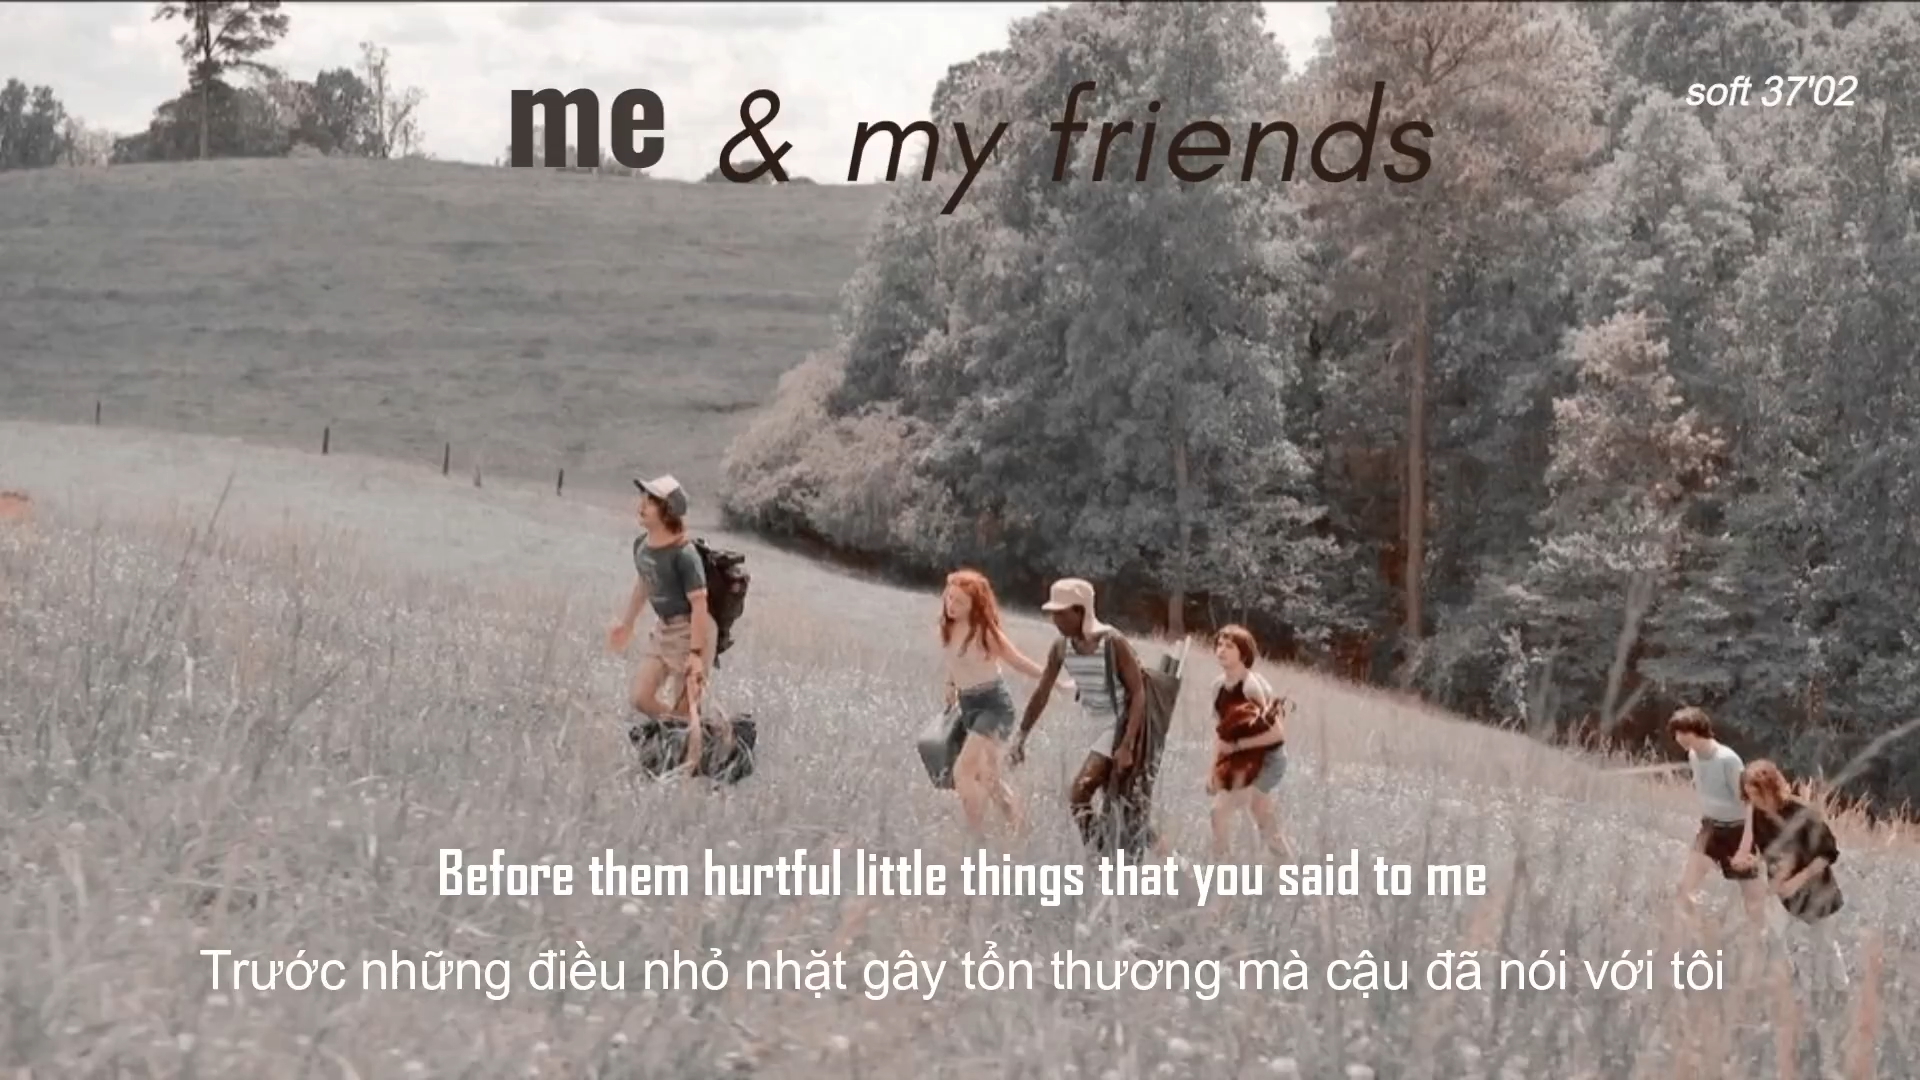 me & my friends
soft 37'02
Before them hurtful little things that you said to me
Trước những điều nhỏ nhặt gây tổn thương mà cậu đã nói với tôi